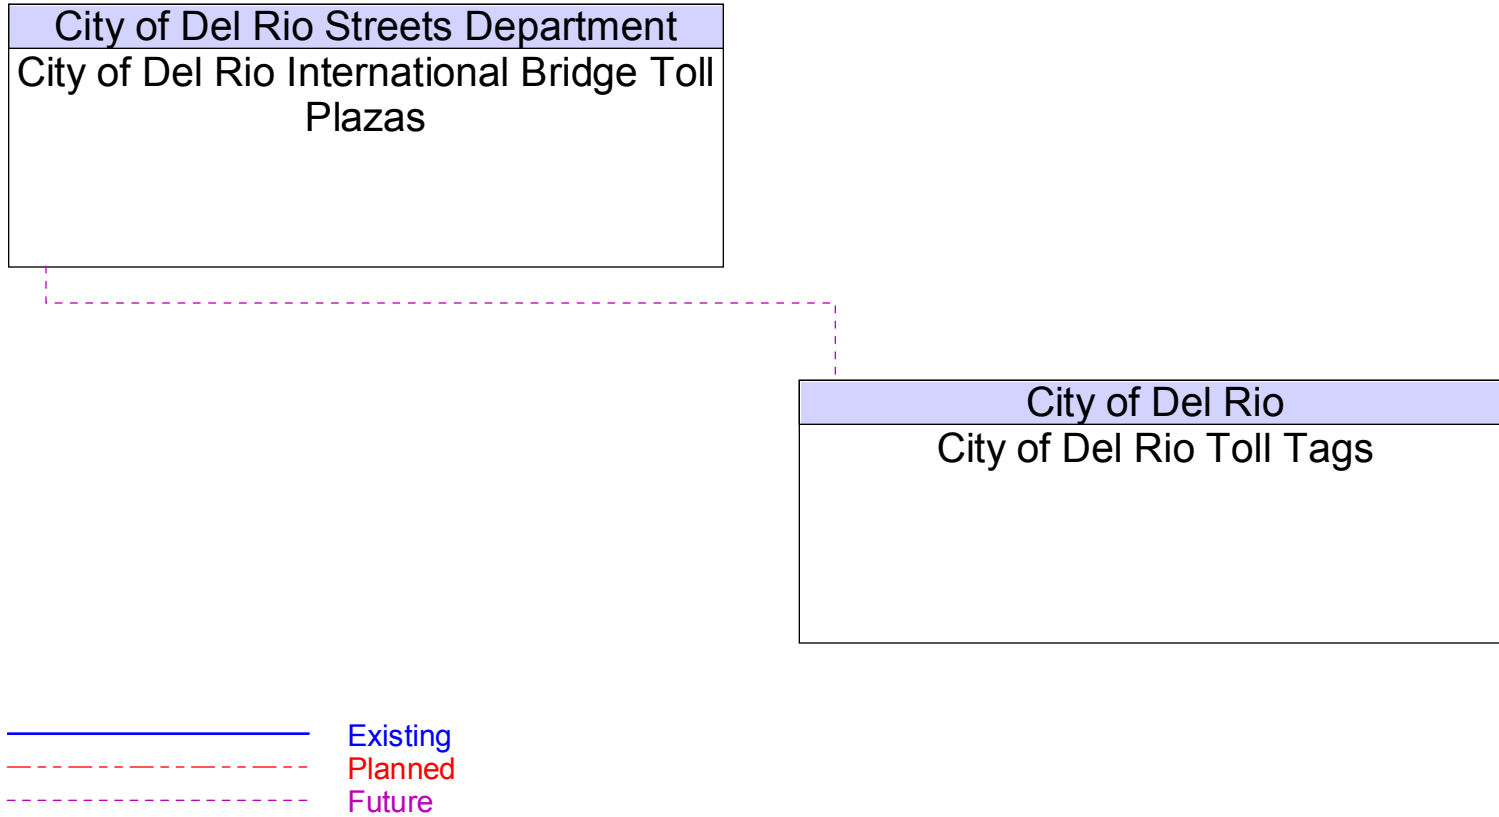 City of Del Rio Streets Department
City of Del Rio International Bridge Toll
Plazas
City of Del Rio
City of Del Rio Toll Tags
Existing
Planned
Future